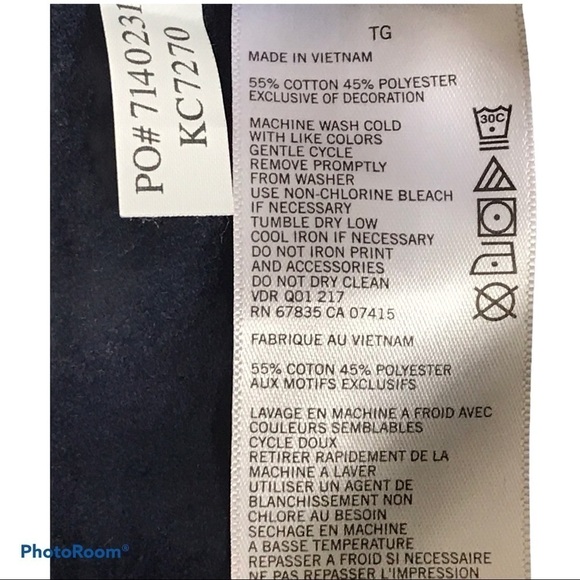 PO# 7140231
KC7270
TG
MADE IN VIETNAM
55% COTTON 45% POLYESTER
EXCLUSIVE OF DECORATION
MACHINE WASH COLD
WITH LIKE COLORS
GENTLE CYCLE
REMOVE PROMPTLY
FROM WASHER
USE NON-CHLORINE BLEACH
IF NECESSARY
TUMBLE DRY LOW
COOL IRON IF NECESSARY
DO NOT IRON PRINT
AND ACCESSORIES
DO NOT DRY CLEAN
VDR Q01 217
RN 67835 CA 07415
30C
FABRIQUE AU VIETNAM
55% COTTON 45% POLYESTER
AUX MOTIFS EXCLUSIFS
LAVAGE EN MACHINE A FROID AVEC
COULEURS SEMBLABLES
CYCLE DOUX
RETIRER RAPIDEMENT DE LA
MACHINE A LAVER
UTILISER UN AGENT DE
BLANCHISSEMENT NON
CHLORE AU BESOIN
SECHAGE EN MACHINE
A BASSE TEMPERATURE
REPASSER A FROID SI NECESSAIRE
NE PAS REPASSER L'IMPRESSION
PhotoRoom®